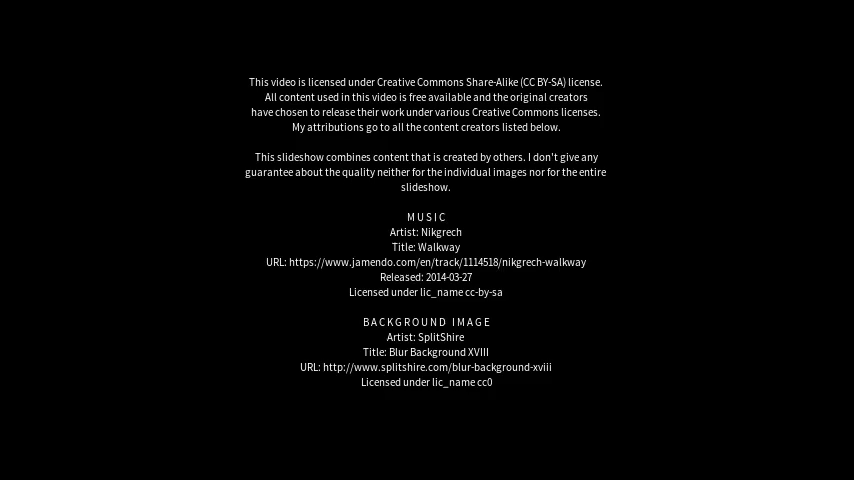 This video is licensed under Creative Commons Share-Alike (CC BY-SA) license.
All content used in this video is free available and the original creators
have chosen to release their work under various Creative Commons licenses.
My attributions go to all the content creators listed below.
This slideshow combines content that is created by others. I don't give any
guarantee about the quality neither for the individual images nor for the entire
slideshow.
MUSIC
Artist: Nikgrech
Title: Walkway
URL: https://www.jamendo.com/en/track/1114518/nikgrech-walkway
Released: 2014-03-27
Licensed under lic_name cc-by-sa
BACKGROUND IMAGE
Artist: SplitShire
Title: Blur Background XVIII
URL: http://www.splitshire.com/blur-background-xviii
Licensed under lic_name cc0